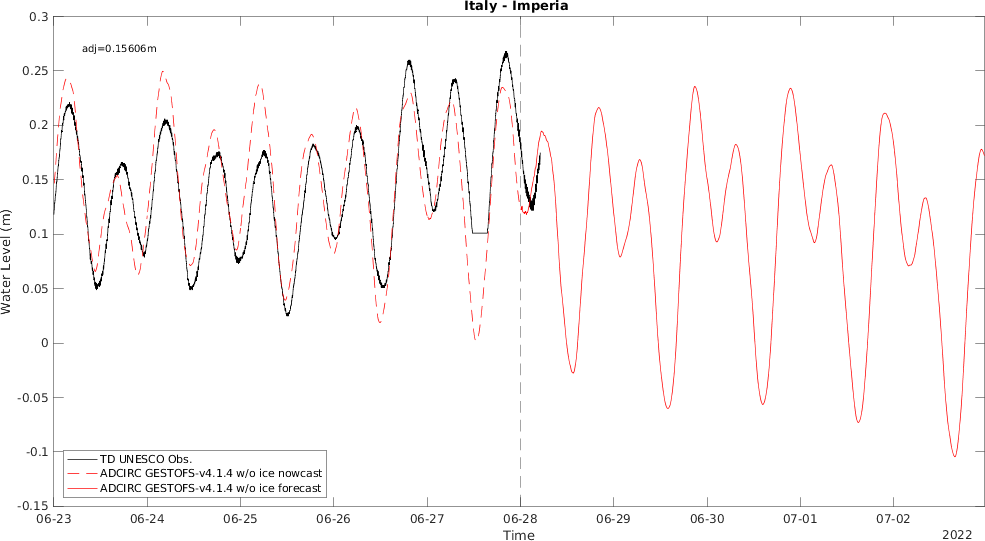 Italy - Imperia
adj=0.15606m
0.3
0.25
0.2
0.15
0.1
0.05
0
-0.05
-0.1
-0.15
Water Level (m)
TD UNESCO Obs.
ADCIRC GESTOFS-v4.1.4 w/o ice nowcast
ADCIRC GESTOFS-v4.1.4 w/o ice forecast
06-23 06-24 06-25 06-26 06-27 06-28 06-29 06-30 07-01 07-02
Time
2022